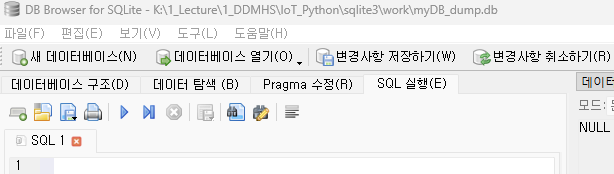 DB Browser for SQLite - K:\1_Lecture\1_DDMHS\IoT_Python\sqlite3\work\myDB_dump.db
파일(F) 편집(E) 보기(V) 도구(L) 도움말(H)
새 데이터베이스(N) 데이터베이스 열기(O) 변경사항 저장하기(W) 변경사항 취소하기(R)
데이터베이스 구조(D) 데이터 탐색 (B) Pragma 수정(R) SQL 실행(E) 데이터
모드:
SQL 1 NULL
1